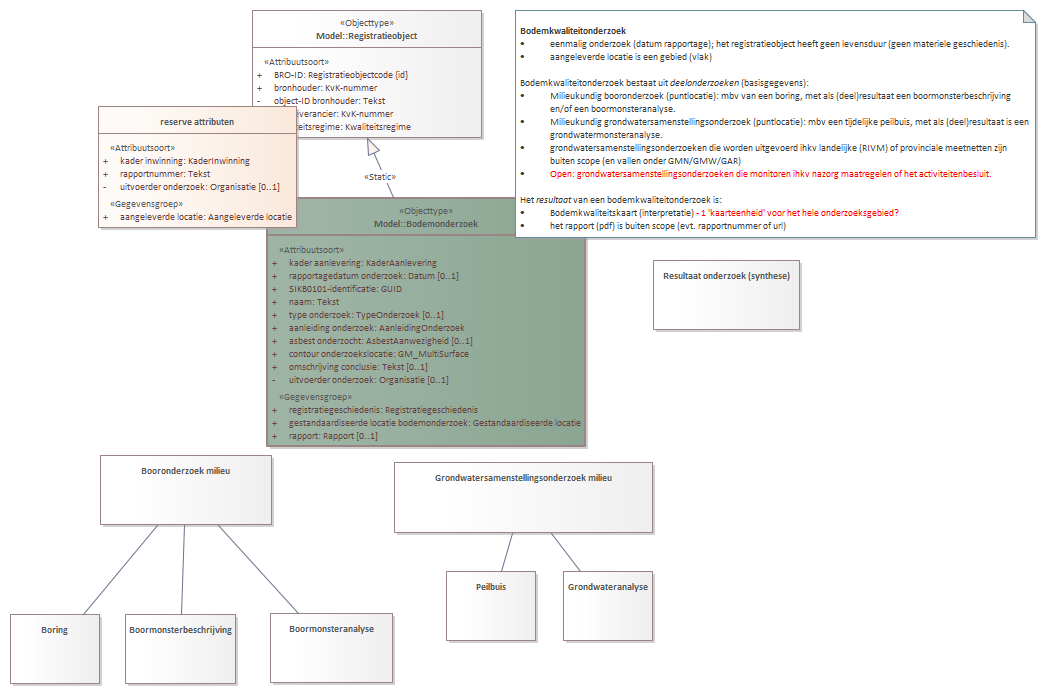 «Objecttype»
Model::Registratieobject
«Attribuutsoort»
+ BRO-ID: Registratieobjectcode {id}
+ bronhouder: KvK-nummer
- object-ID bronhouder: Tekst
everancier: KvK-nummer
teitsregime: Kwaliteitsregime
reserve attributen
«Attribuutsoort»
+ kader inwinning: KaderInwinning
+ rapportnummer: Tekst
- uitvoerder onderzoek: Organisatie [0..1]
«Gegevensgroep»
+ aangeleverde locatie: Aangeleverde locatie
«Static»
Bodemkwaliteitonderzoek
• eenmalig onderzoek (datum rapportage); het registratieobject heeft geen levensduur (geen materiele geschiedenis).
• aangeleverde locatie is een gebied (vlak)
Bodemkwaliteitonderzoek bestaat uit deelonderzoeken (basisgegevens):
• Milieukundig booronderzoek (puntlocatie): mbv van een boring, met als (deel)resultaat een boormonsterbeschrijving
en/of een boormonsteranalyse.
• Milieukundig grondwatersamenstellingsonderzoek (puntlocatie): mbv een tijdelijke peilbuis, met als (deel)resultaat is een
grondwatermonsteranalyse.
• grondwatersamenstellingsonderzoeken die worden uitgevoerd ihkv landelijke (RIVM) of provinciale meetnetten zijn
buiten scope (en vallen onder GMN/GMW/GAR)
• Open: grondwatersamenstellingsonderzoeken die monitoren ihkv nazorg maatregelen of het activiteitenbesluit.
Het resultaat van een bodemkwaliteitonderzoek is:
• Bodemkwaliteitskaart (interpretatie) - 1 'kaarteenheid' voor het hele onderzoeksgebied?
• het rapport (pdf) is buiten scope (evt. rapportnummer of url)
«Objecttype»
Model::Bodemonderzoek
«Attribuutsoort»
+ kader aanlevering: KaderAanlevering
+ rapportagedatum onderzoek: Datum [0..1]
+ SIKB0101-identificatie: GUID
+ naam: Tekst
+ type onderzoek: TypeOnderzoek [0..1]
+ aanleiding onderzoek: AanleidingOnderzoek
+ asbest onderzocht: AsbestAanwezigheid [0..1]
+ contour onderzoekslocatie: GM_MultiSurface
+ omschrijving conclusie: Tekst [0..1]
- uitvoerder onderzoek: Organisatie [0..1]
«Gegevensgroep»
+ registratiegeschiedenis: Registratiegeschiedenis
+ gestandaardiseerde locatie bodemonderzoek: Gestandaardiseerde locatie
+ rapport: Rapport [0..1]
Resultaat onderzoek (synthese)
Booronderzoek milieu
Grondwatersamenstellingsonderzoek milieu
Peilbuis
Grondwateranalyse
Boring
Boormonsterbeschrijving
Boormonsteranalyse